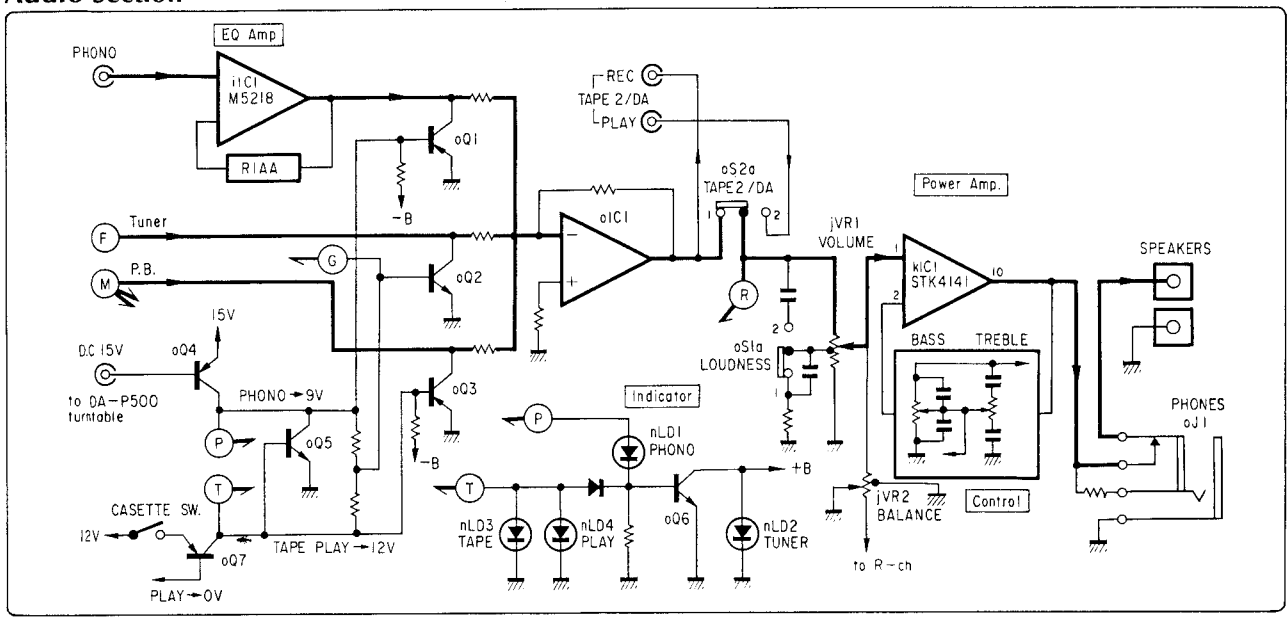 Audio section
EQ Amp
PHONO
i1C1
M5218
RIAA
oQ1
-B
REC
TAPE 2/DA
PLAY
oS2a
TAPE2/DA
1
2
Tuner
F
G
oQ2
P.B.
M
oIC1
-
+
R
jVR1
VOLUME
Power Amp.
1
kIC1
STK4141
10
2
SPEAKERS
15V
oQ4
D.C 15V
to DA-P500
turntable
PHONO→9V
P
oQ5
oQ3
-B
2
oS1a
LOUDNESS
1
BASS TREBLE
Control
PHONES
oJ1
Indicator
P
nLD1
PHONO
T
CASETTE SW.
12V
oQ7
TAPE PLAY→12V
PLAY→0V
T
nLD3
TAPE
nLD4
PLAY
oQ6
+B
nLD2
TUNER
jVR2
BALANCE
to R-ch